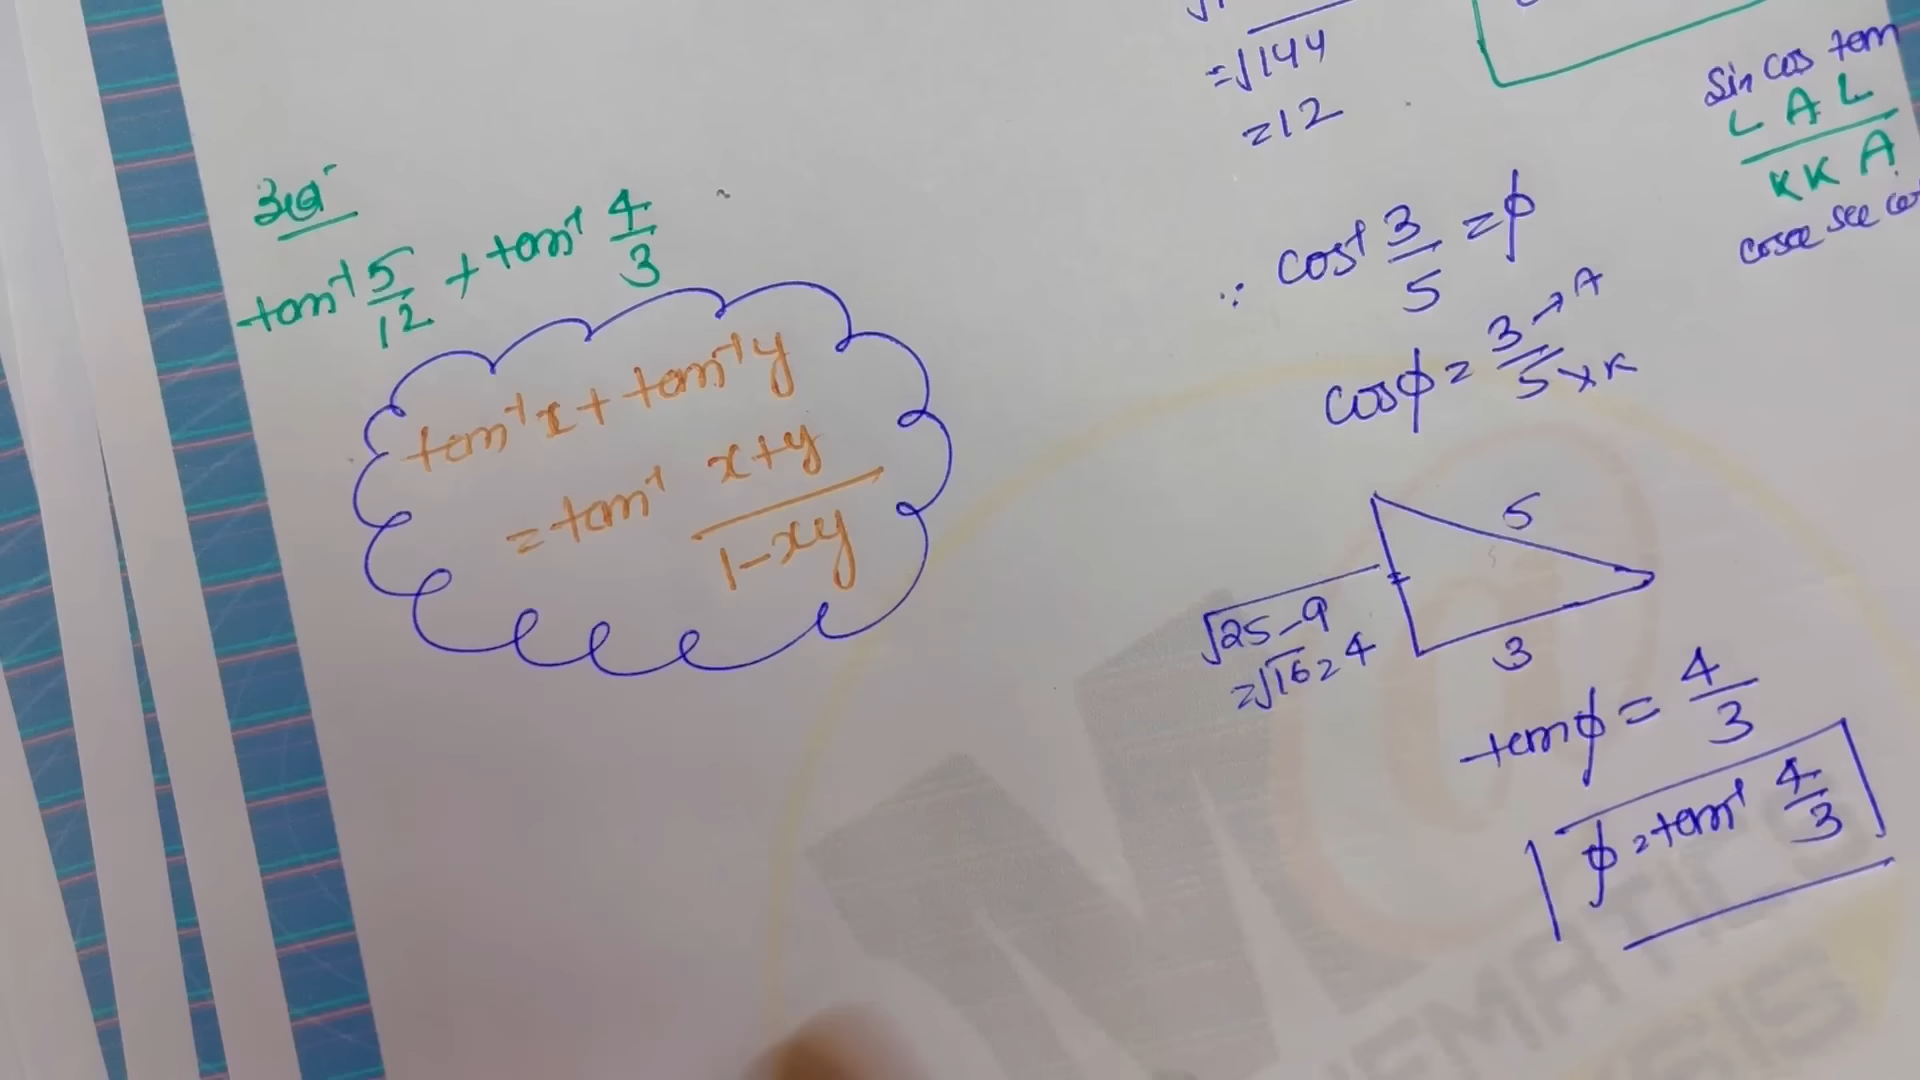 अब
tan⁻¹ 5/12 + tan⁻¹ 4/3
tan⁻¹x + tan⁻¹y
= tan⁻¹ (x+y)/(1-xy)
=√144
=12
sin cos tan
L A L
K K A
cosec sec cot
∵ cos⁻¹ 3/5 = ϕ
cosϕ = 3/5 → A
K
5
√25-9
=√16=4
3
tanϕ = 4/3
ϕ = tan⁻¹ 4/3